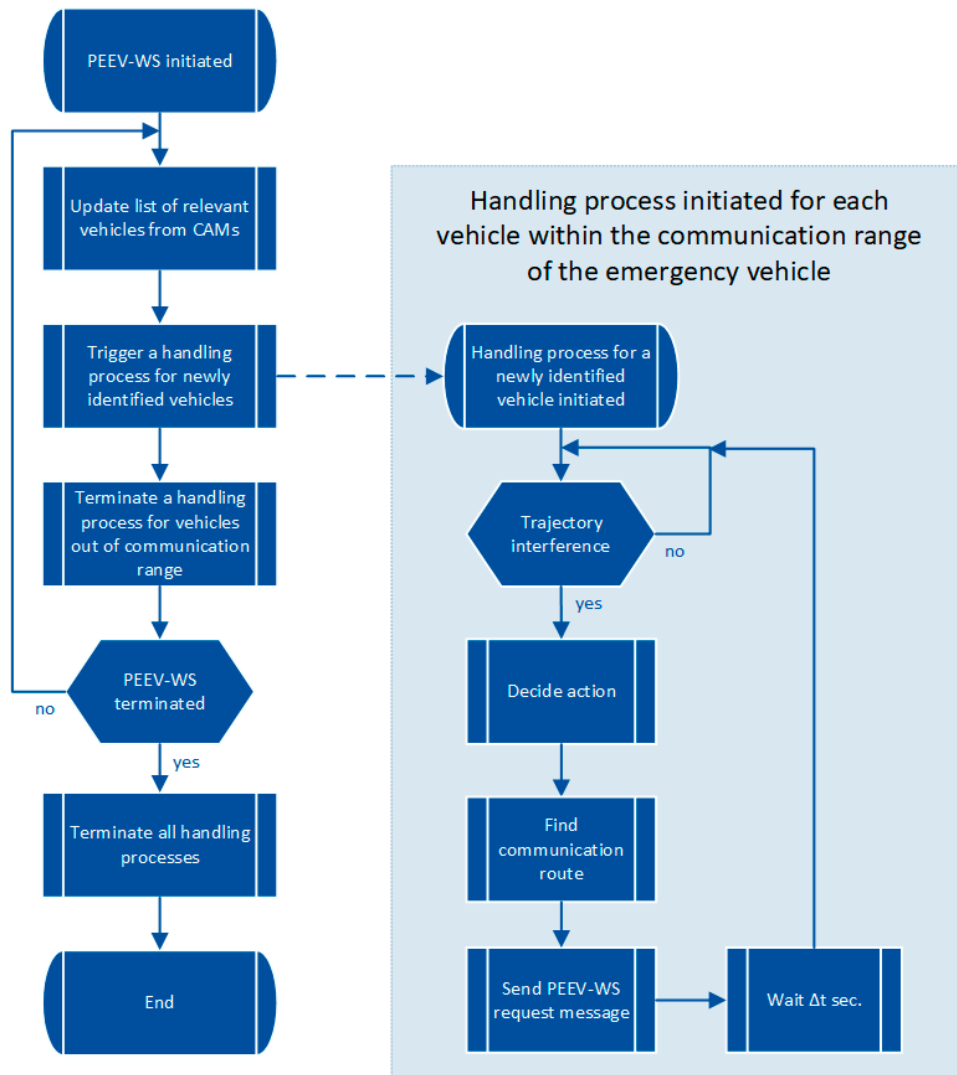 PEEV-WS initiated
Update list of relevant
vehicles from CAMs
Trigger a handling
process for newly
identified vehicles
Terminate a handling
process for vehicles
out of communication
range
PEEV-WS
terminated
no
yes
Terminate all handling
processes
End
Handling process initiated for each
vehicle within the communication range
of the emergency vehicle
Handling process for a
newly identified
vehicle initiated
Trajectory
interference
no
yes
Decide action
Find
communication
route
Send PEEV-WS
request message
Wait Δt sec.